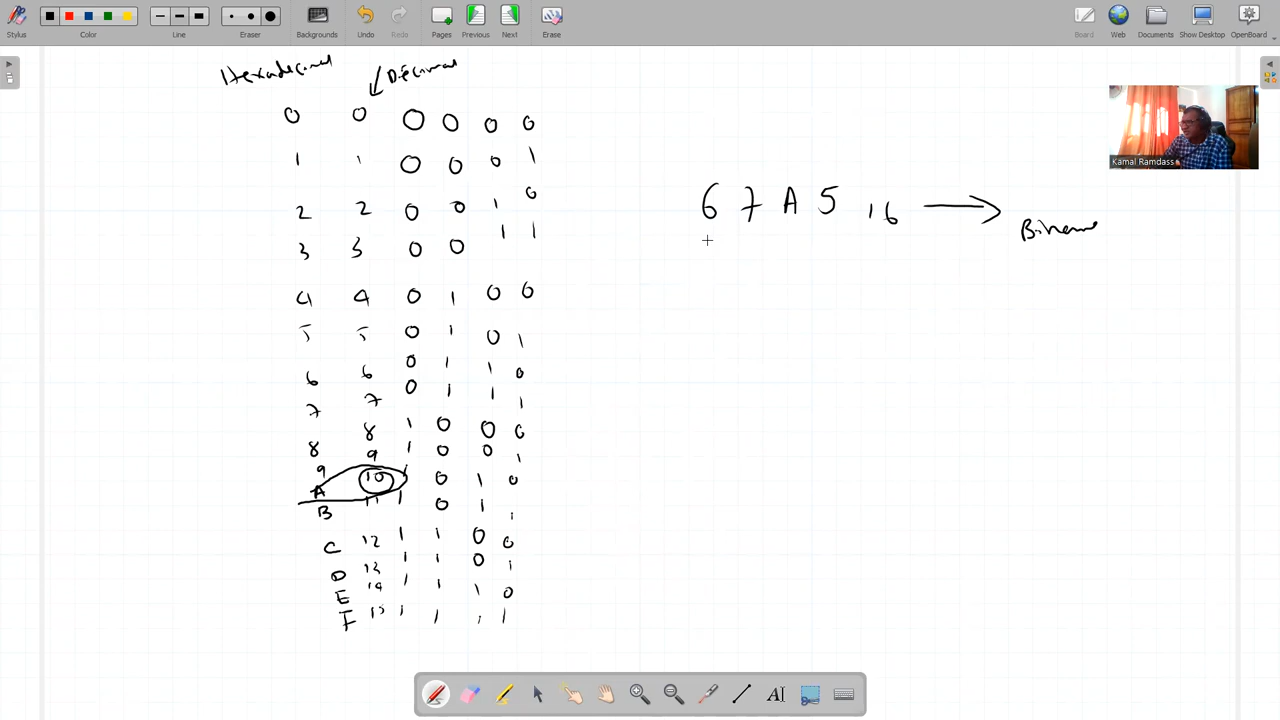 Stylus Color Line Eraser Backgrounds Undo Redo Pages Previous Next Erase Board Web Documents Show Desktop OpenBoard
Hexadecimal Décimal
0 0 0 0 0 0
1 1 0 0 0 1
2 2 0 0 1 0
3 3 0 0 1 1
4 4 0 1 0 0
5 5 0 1 0 1
6 6 0 1 1 0
7 7 0 1 1 1
8 8 1 0 0 0
9 9 1 0 0 1
A 10 1 0 1 0
B 11 1 0 1 1
C 12 1 1 0 0
D 13 1 1 0 1
E 14 1 1 1 0
F 15 1 1 1 1
6 7 A 5 16
Kamal Ramdass
AI